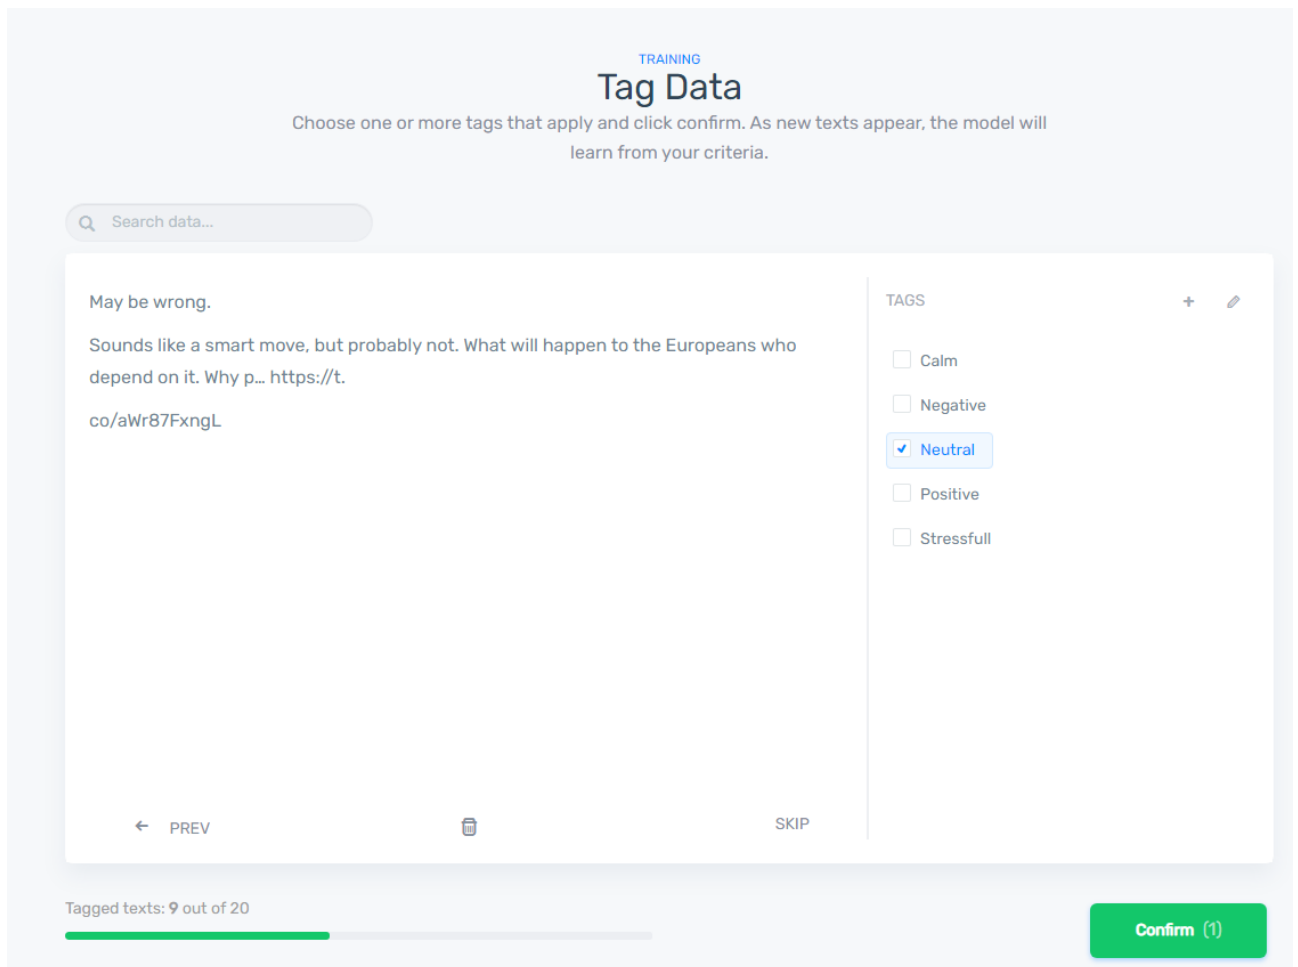 TRAINING
Tag Data
Choose one or more tags that apply and click confirm. As new texts appear, the model will
learn from your criteria.
Search data...
May be wrong.
Sounds like a smart move, but probably not. What will happen to the Europeans who
depend on it. Why p... https://t.
co/aWr87FxngL
PREV
SKIP
TAGS
Calm
Negative
Neutral
Positive
Stressfull
Tagged texts: 9 out of 20
Confirm (1)